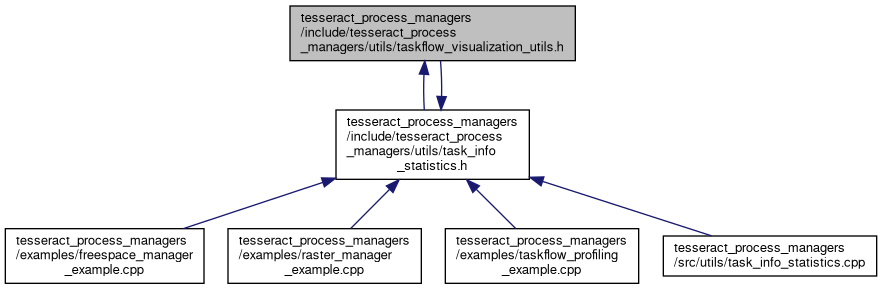 tesseract_process_managers
/include/tesseract_process
_managers/utils/taskflow_visualization_utils.h
tesseract_process_managers
/include/tesseract_process
_managers/utils/task_info
_statistics.h
tesseract_process_managers
/examples/freespace_manager
_example.cpp
tesseract_process_managers
/examples/raster_manager
_example.cpp
tesseract_process_managers
/examples/taskflow_profiling
_example.cpp
tesseract_process_managers
/src/utils/task_info_statistics.cpp